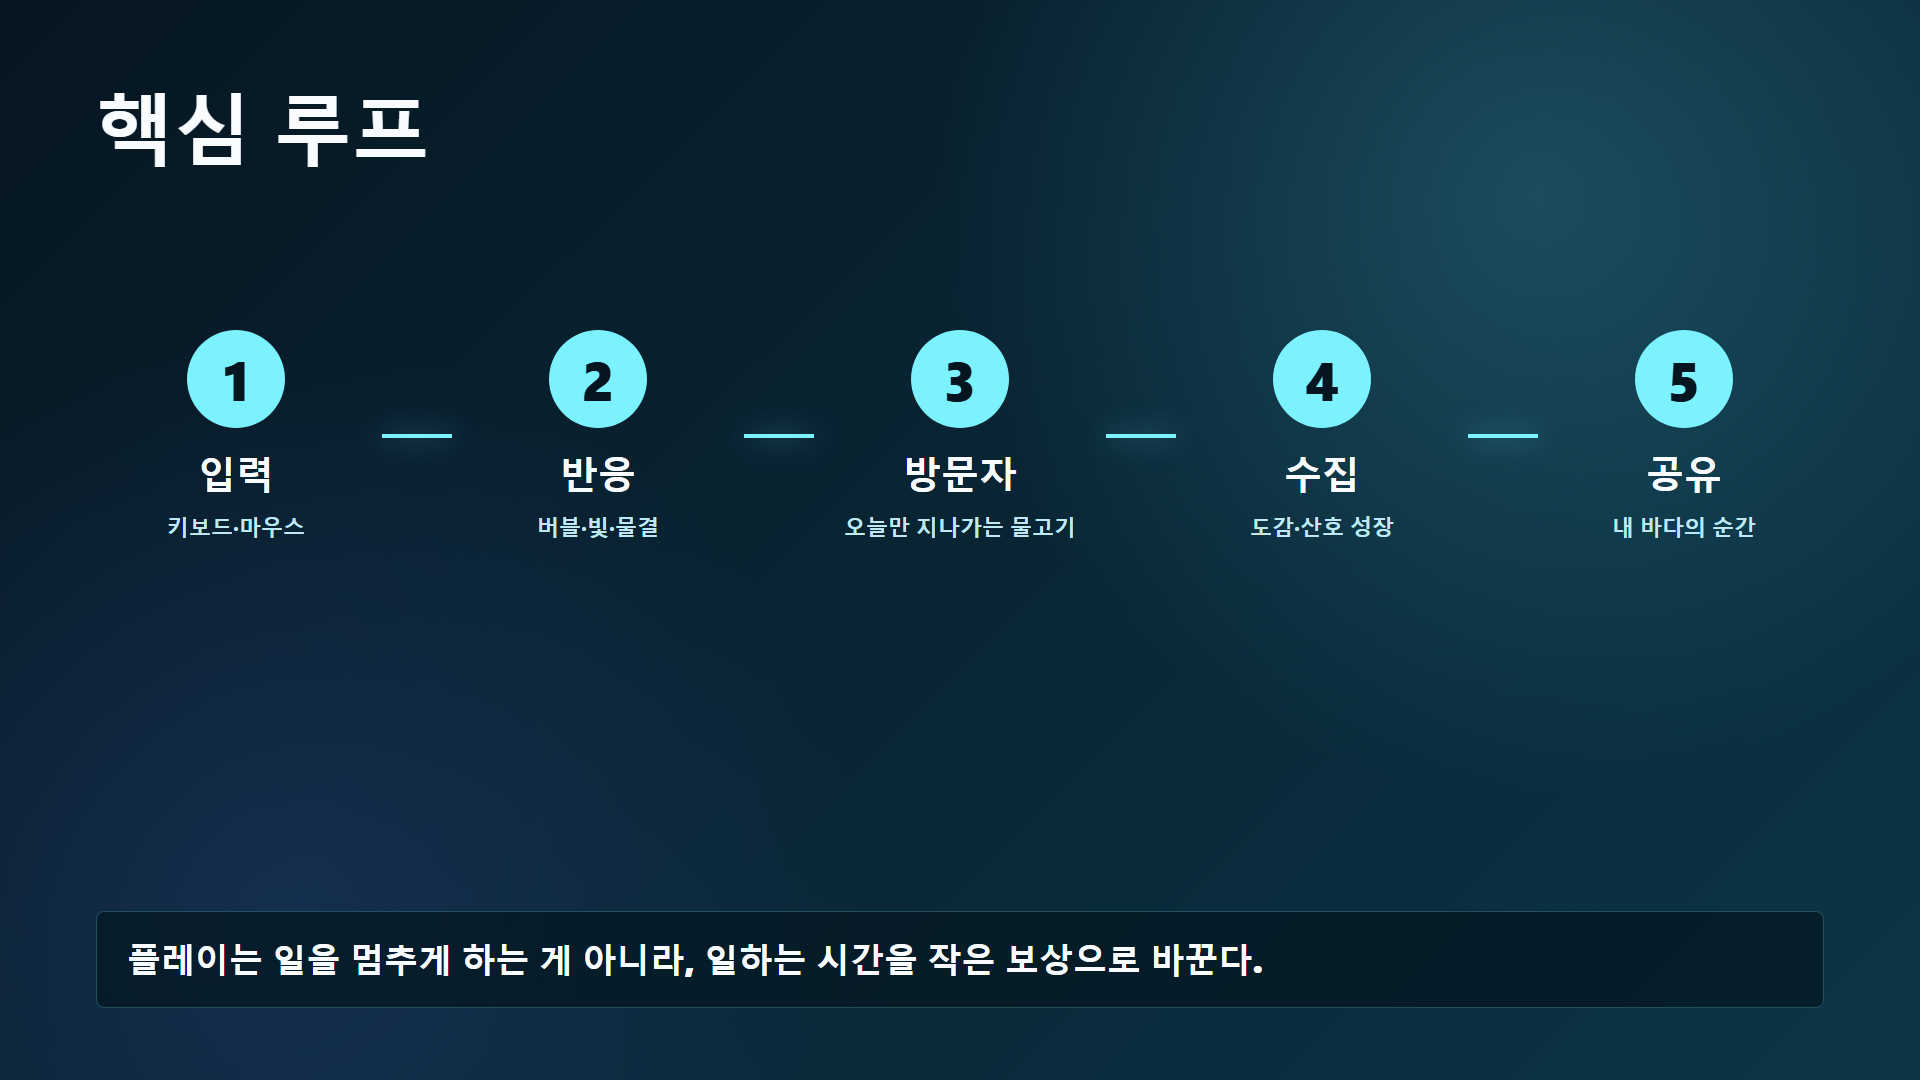 핵심 루프
1
입력
키보드·마우스
2
반응
버블·빛·물결
3
방문자
오늘만 지나가는 물고기
4
수집
도감·산호 성장
5
공유
내 바다의 순간
플레이는 일을 멈추게 하는 게 아니라, 일하는 시간을 작은 보상으로 바꾼다.